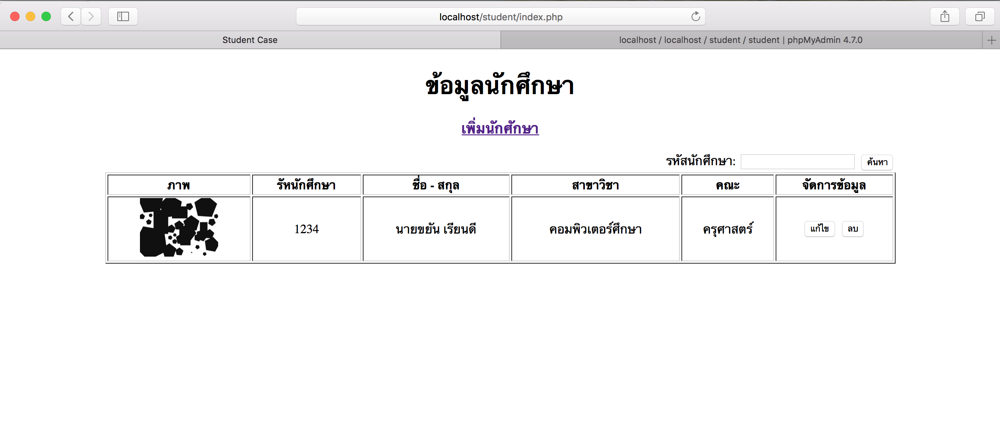 localhost/student/index.php
Student Case
localhost / localhost / student / student | phpMyAdmin 4.7.0
ข้อมูลนักศึกษา
เพิ่มนักศักษา
รหัสนักศึกษา: ค้นหา
ภาพ รัหนักศึกษา ชื่อ - สกุล สาขาวิชา คณะ จัดการข้อมูล
1234 นายขยัน เรียนดี คอมพิวเตอร์ศึกษา ครุศาสตร์ แก้ไข ลบ